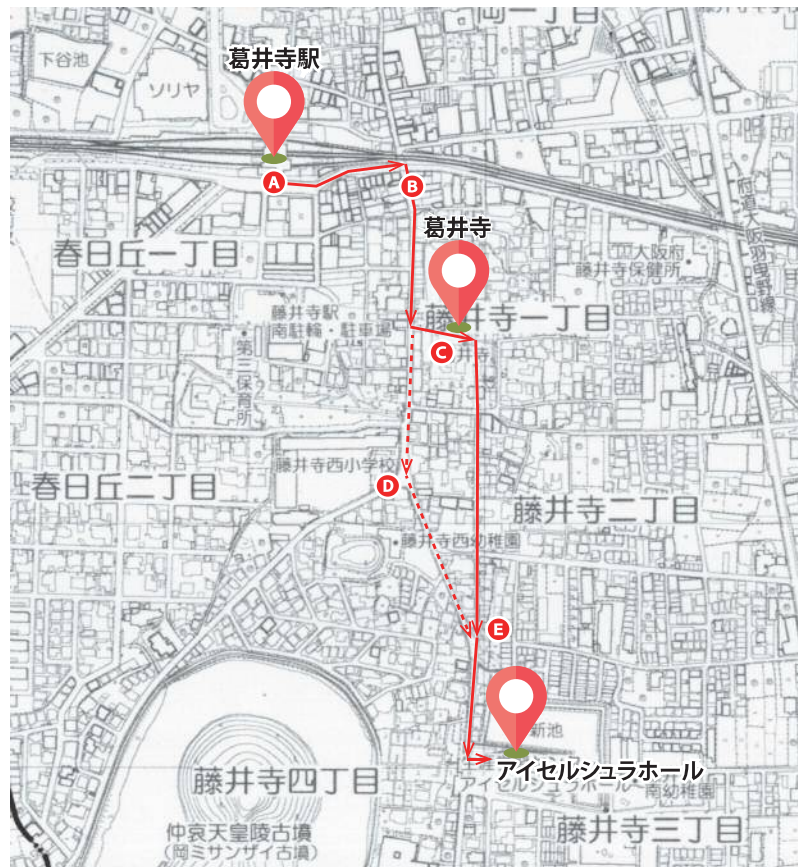 岡一丁目
下谷池
葛井寺駅
ソリヤ
A
B
府道大阪羽曳野線
葛井寺
春日丘一丁目
大阪府
藤井寺保健所
藤井寺駅
南駐輪・駐車場
藤井寺一丁目
C
第三保育所
藤井寺西小学校
春日丘二丁目
D
藤井寺二丁目
藤井寺西幼稚園
E
新池
アイセルシュラホール
藤井寺四丁目
アイセルシュラホール
南幼稚園
仲哀天皇陵古墳
(岡ミサンザイ古墳)
藤井寺三丁目